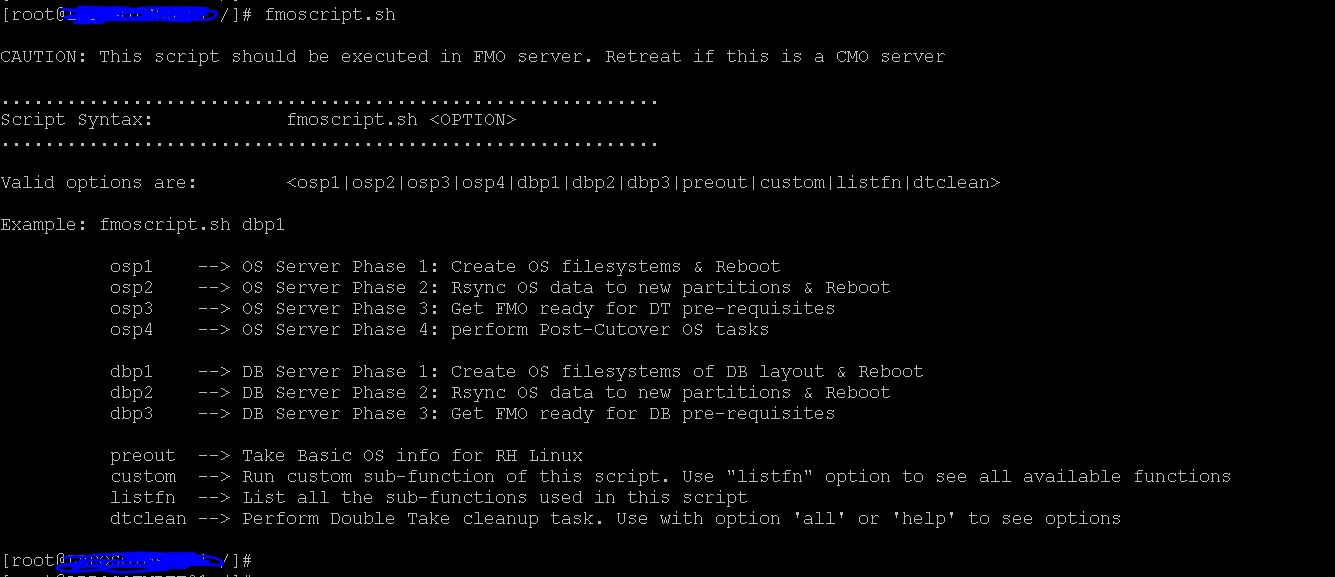 [root@ /]# fmoscript.sh
CAUTION: This script should be executed in FMO server. Retreat if this is a CMO server
............................................................
Script Syntax: fmoscript.sh <OPTION>
............................................................
Valid options are: <osp1|osp2|osp3|osp4|dbp1|dbp2|dbp3|preout|custom|listfn|dtclean>
Example: fmoscript.sh dbp1
osp1 --> OS Server Phase 1: Create OS filesystems & Reboot
osp2 --> OS Server Phase 2: Rsync OS data to new partitions & Reboot
osp3 --> OS Server Phase 3: Get FMO ready for DT pre-requisites
osp4 --> OS Server Phase 4: perform Post-Cutover OS tasks
dbp1 --> DB Server Phase 1: Create OS filesystems of DB layout & Reboot
dbp2 --> DB Server Phase 2: Rsync OS data to new partitions & Reboot
dbp3 --> DB Server Phase 3: Get FMO ready for DB pre-requisites
preout --> Take Basic OS info for RH Linux
custom --> Run custom sub-function of this script. Use "listfn" option to see all available functions
listfn --> List all the sub-functions used in this script
dtclean --> Perform Double Take cleanup task. Use with option 'all' or 'help' to see options
[root@ /]#